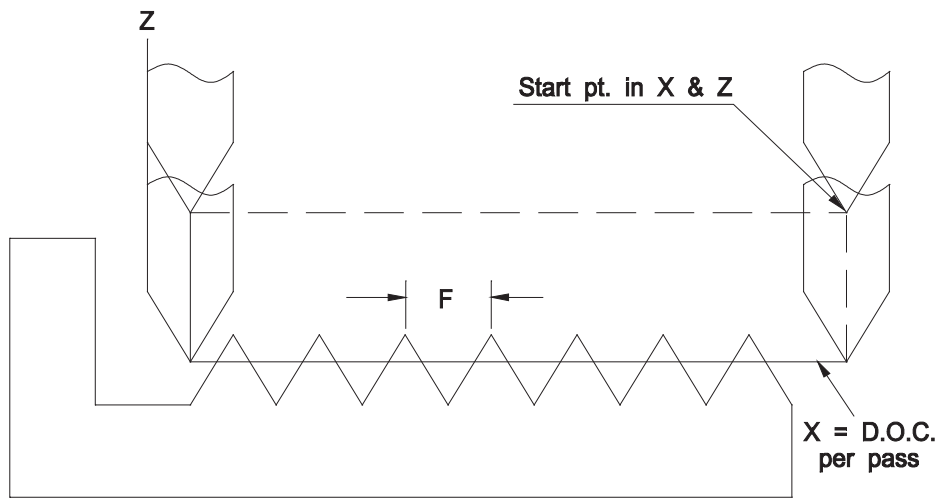 Z
Start pt. in X & Z
F
X = D.O.C.
per pass